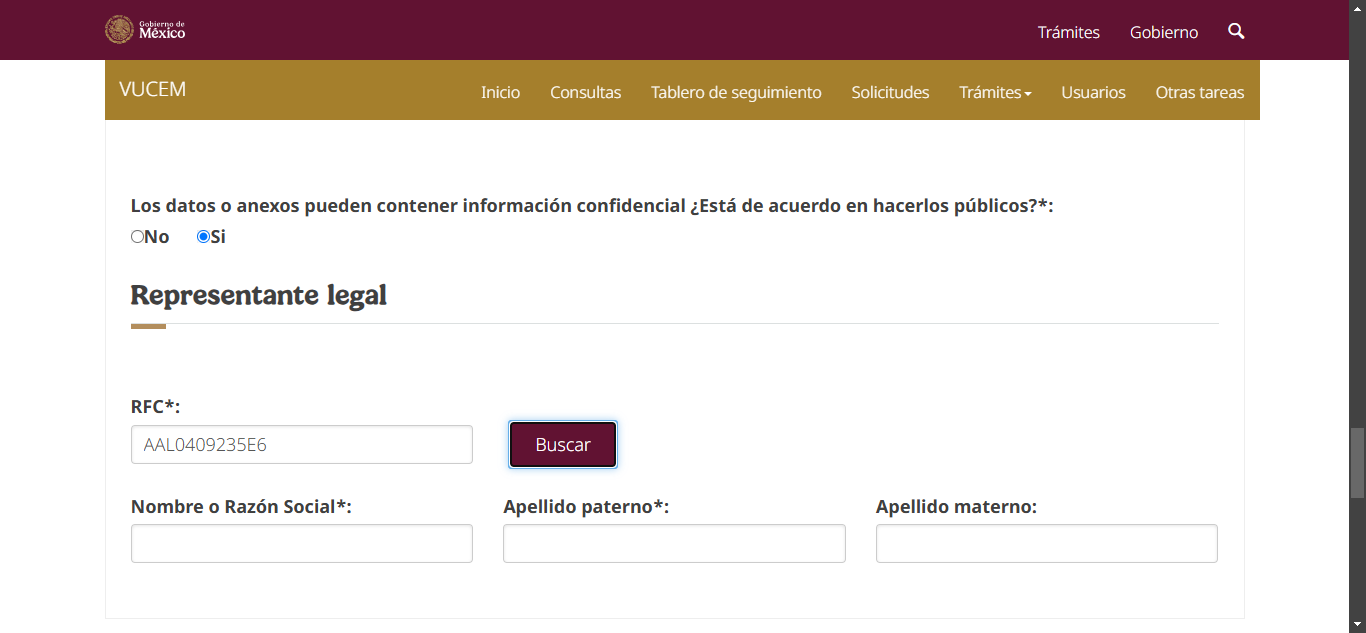 Gobierno de
México
Trámites Gobierno
VUCEM
Inicio Consultas Tablero de seguimiento Solicitudes Trámites Usuarios Otras tareas
Los datos o anexos pueden contener información confidencial ¿Está de acuerdo en hacerlos públicos?*:
No Si
Representante legal
RFC*:
AAL0409235E6
Buscar
Nombre o Razón Social*: Apellido paterno*: Apellido materno: